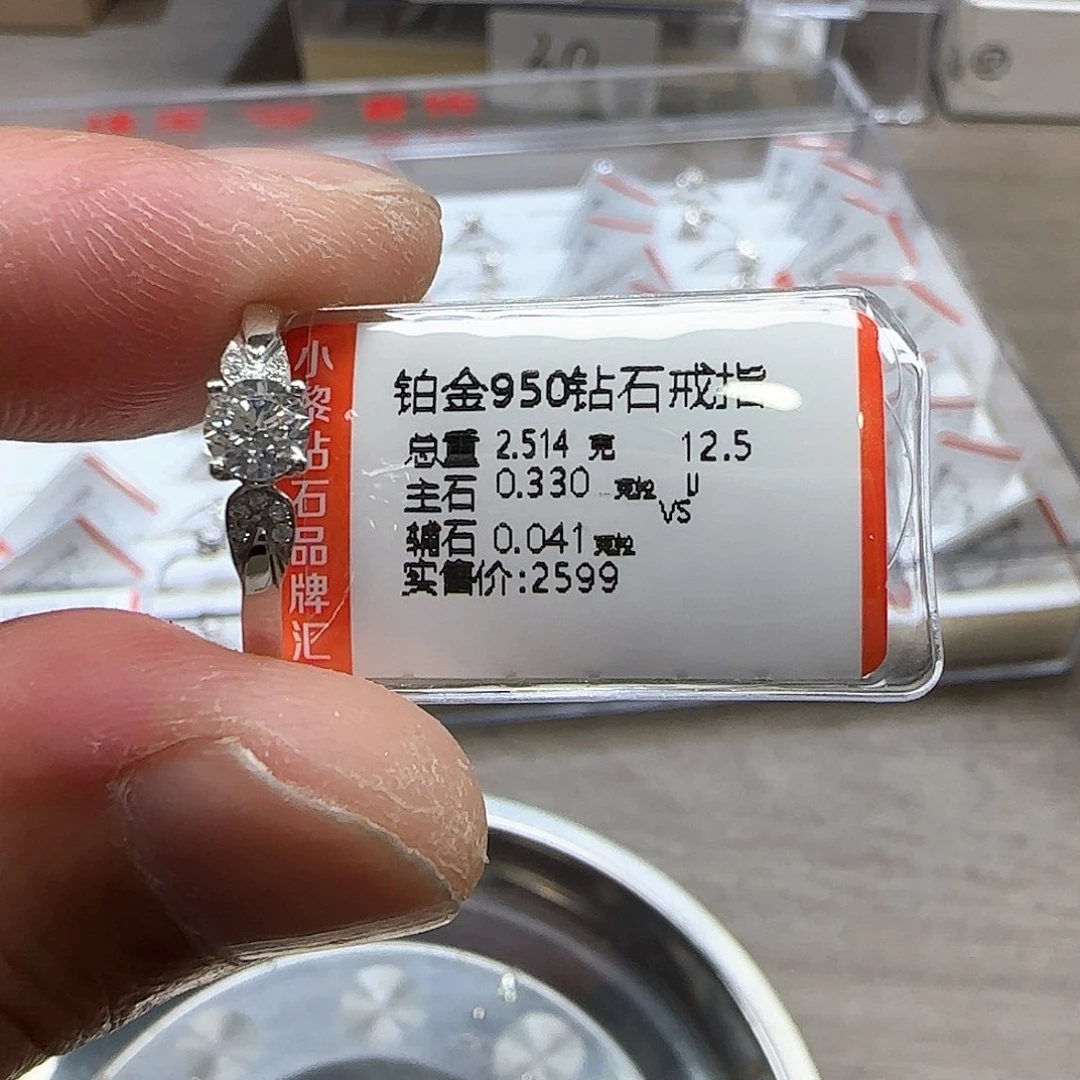 小黎钻石品牌汇
铂金950钻石戒指
总重 2.514 克 12.5
主石 0.330 克拉 U
VS
辅石 0.041 克拉
实售价:2599